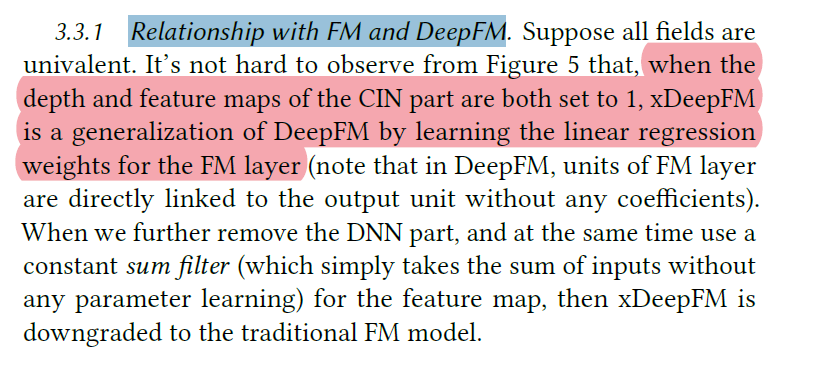 3.3.1 Relationship with FM and DeepFM. Suppose all fields are
univalent. It’s not hard to observe from Figure 5 that, when the
depth and feature maps of the CIN part are both set to 1, xDeepFM
is a generalization of DeepFM by learning the linear regression
weights for the FM layer (note that in DeepFM, units of FM layer
are directly linked to the output unit without any coefficients).
When we further remove the DNN part, and at the same time use a
constant sum filter (which simply takes the sum of inputs without
any parameter learning) for the feature map, then xDeepFM is
downgraded to the traditional FM model.